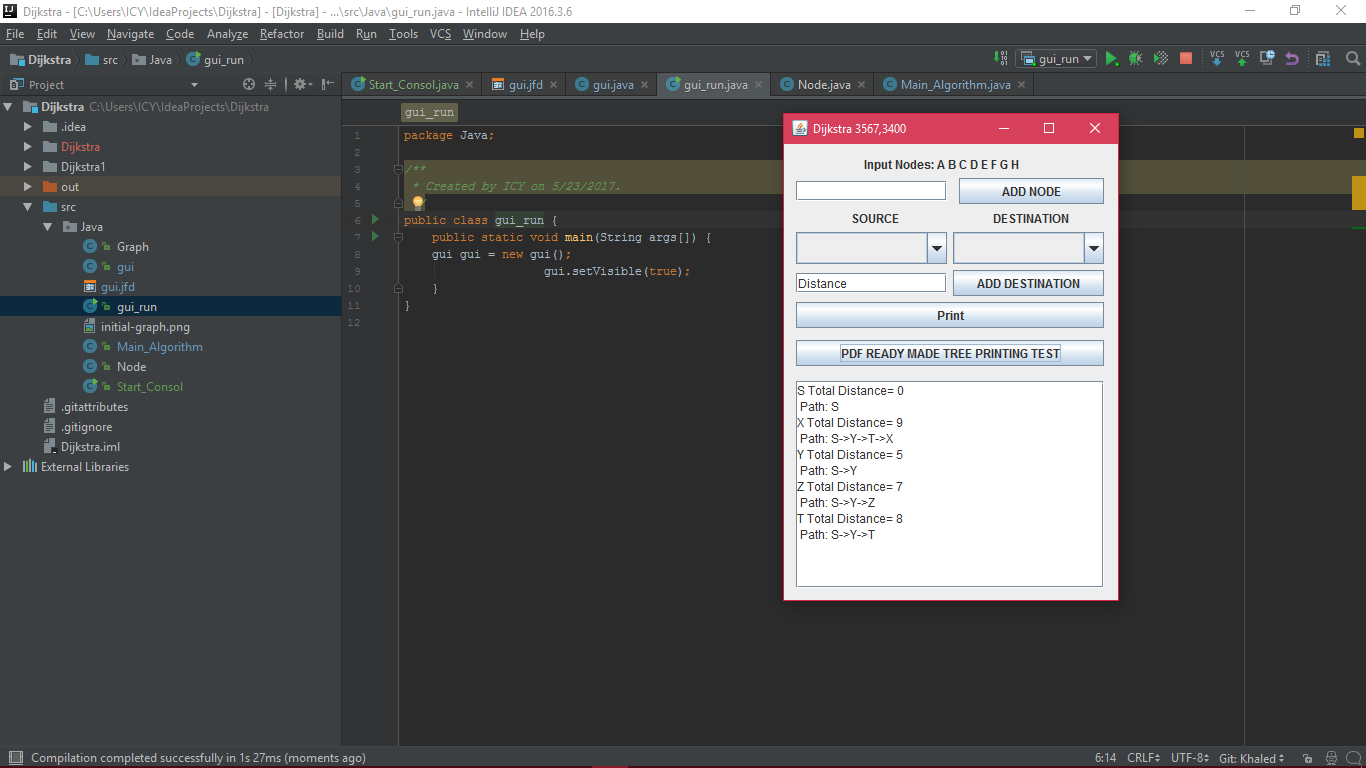 Dijkstra - [C:\Users\ICY\IdeaProjects\Dijkstra] - [Dijkstra] - ...\src\Java\gui_run.java - IntelliJ IDEA 2016.3.6
File Edit View Navigate Code Analyze Refactor Build Run Tools VCS Window Help
Dijkstra src Java gui_run
gui_run VCS VCS
Project
Start_Consol.java gui.jfd gui.java gui_run.java Node.java Main_Algorithm.java
Dijkstra C:\Users\ICY\IdeaProjects\Dijkstra
.idea
Dijkstra
Dijkstra1
out
src
Java
Graph
gui
gui.jfd
gui_run
initial-graph.png
Main_Algorithm
Node
Start_Consol
.gitattributes
.gitignore
Dijkstra.iml
External Libraries
gui_run
1 package Java;
2
3 /**
4 * Created by ICY on 5/23/2017.
5 /
6 public class gui_run {
7 public static void main(String args[]) {
8 gui gui = new gui();
9 gui.setVisible(true);
10 }
11 }
12
Dijkstra 3567,3400
Input Nodes: A B C D E F G H
ADD NODE
SOURCE DESTINATION
Distance ADD DESTINATION
Print
PDF READY MADE TREE PRINTING TEST
S Total Distance= 0
Path: S
X Total Distance= 9
Path: S->Y->T->X
Y Total Distance= 5
Path: S->Y
Z Total Distance= 7
Path: S->Y->Z
T Total Distance= 8
Path: S->Y->T
Compilation completed successfully in 1s 27ms (moments ago)
6:14 CRLF UTF-8 Git: Khaled